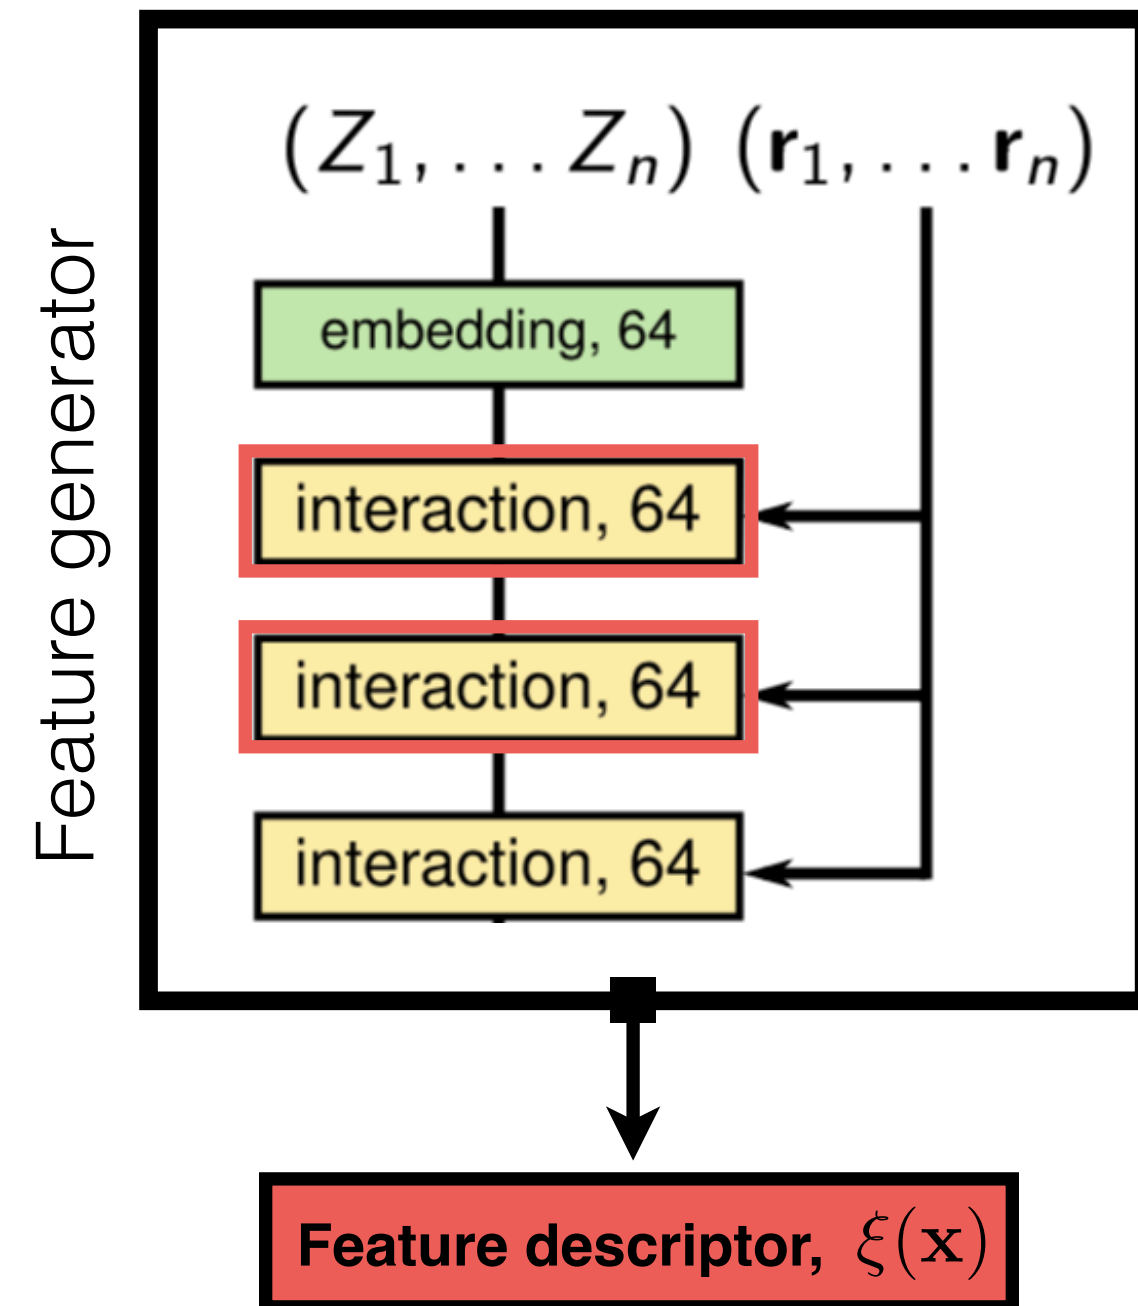 Feature generator
(Z₁, . . . Zₙ) (𝐫₁, . . . 𝐫ₙ)
embedding, 64
interaction, 64
interaction, 64
interaction, 64
Feature descriptor, ξ(𝐱)